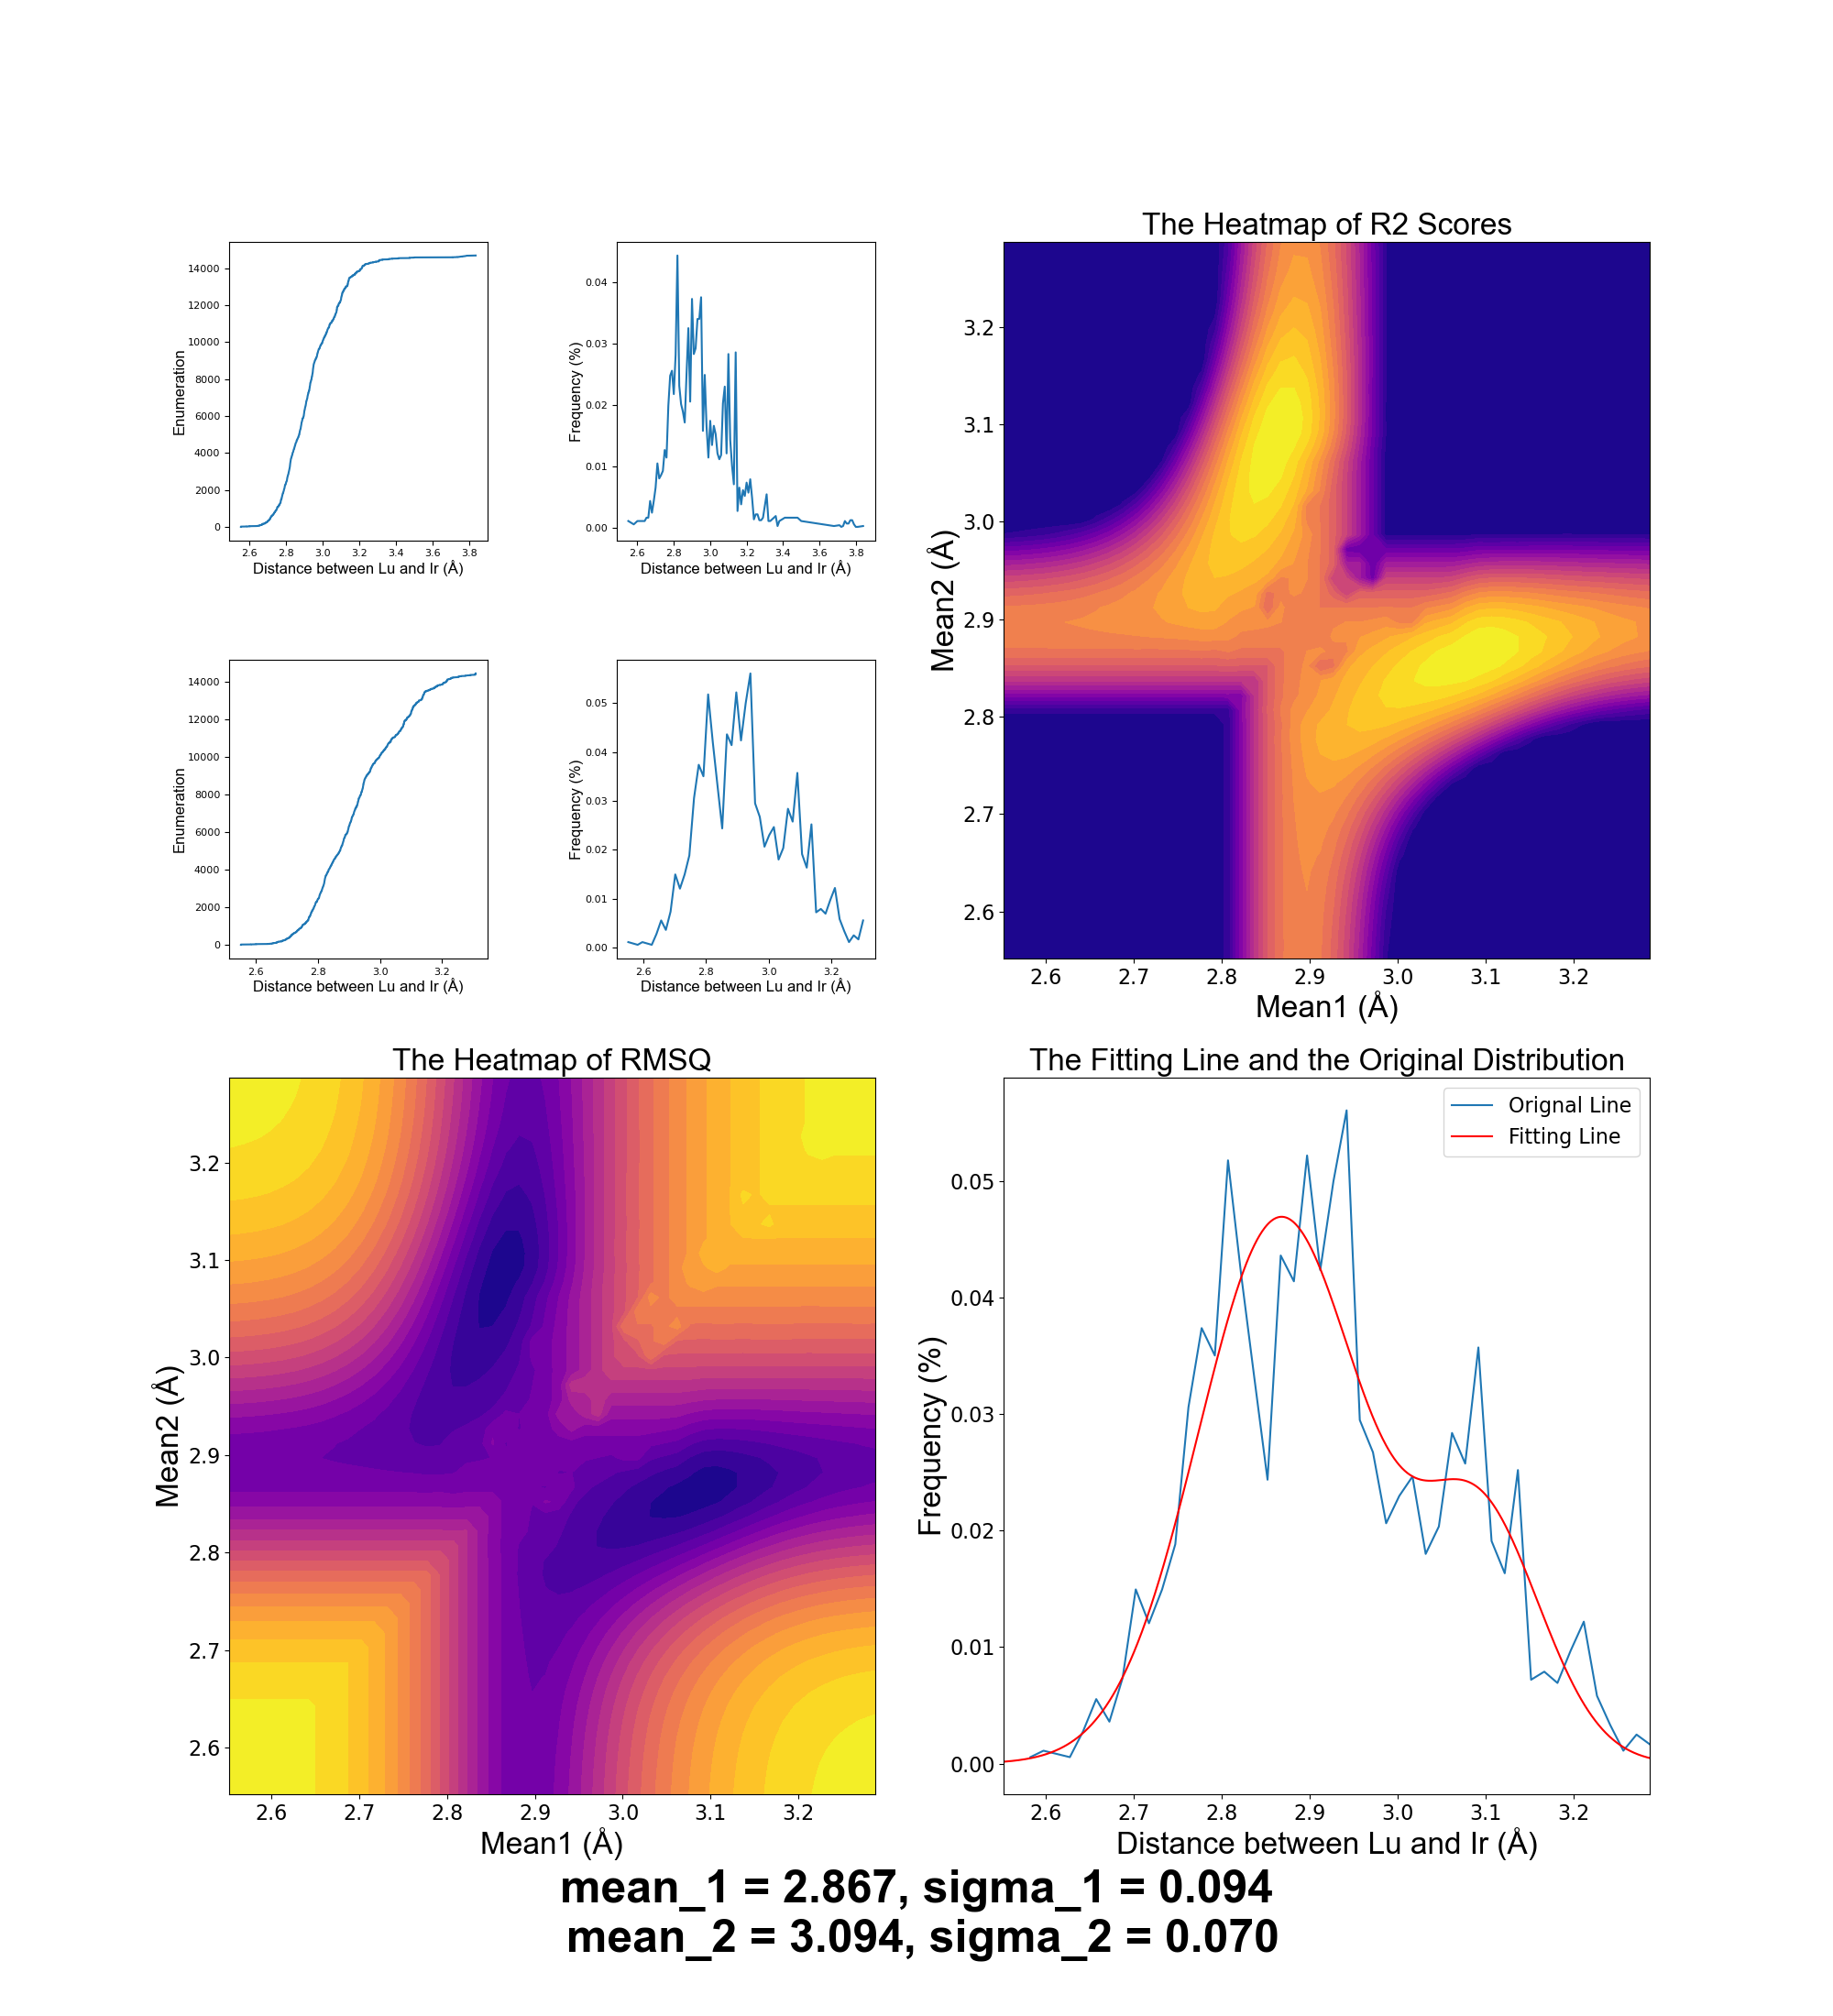 14000
12000
10000
8000
6000
4000
2000
0
Enumeration
2.6 2.8 3.0 3.2 3.4 3.6 3.8
Distance between Lu and Ir (Å)
0.04
0.03
0.02
0.01
0.00
Frequency (%)
2.6 2.8 3.0 3.2 3.4 3.6 3.8
Distance between Lu and Ir (Å)
The Heatmap of R2 Scores
3.2
3.1
3.0
2.9
2.8
2.7
2.6
Mean2 (Å)
2.6 2.7 2.8 2.9 3.0 3.1 3.2
Mean1 (Å)
14000
12000
10000
8000
6000
4000
2000
0
Enumeration
2.6 2.8 3.0 3.2
Distance between Lu and Ir (Å)
0.05
0.04
0.03
0.02
0.01
0.00
Frequency (%)
2.6 2.8 3.0 3.2
Distance between Lu and Ir (Å)
The Heatmap of RMSQ
3.2
3.1
3.0
2.9
2.8
2.7
2.6
Mean2 (Å)
2.6 2.7 2.8 2.9 3.0 3.1 3.2
Mean1 (Å)
The Fitting Line and the Original Distribution
Orignal Line
Fitting Line
0.05
0.04
0.03
0.02
0.01
0.00
Frequency (%)
2.6 2.7 2.8 2.9 3.0 3.1 3.2
Distance between Lu and Ir (Å)
mean_1 = 2.867, sigma_1 = 0.094
mean_2 = 3.094, sigma_2 = 0.070